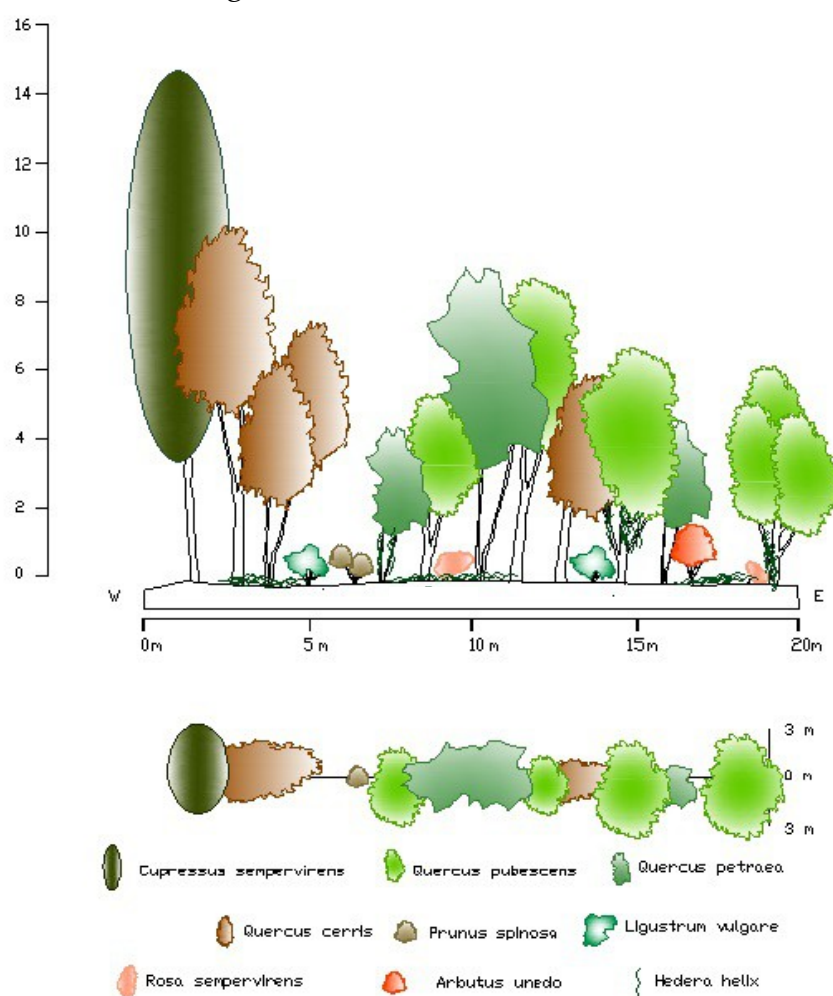 16
14
12
10
8
6
4
2
0
W E
0m 5 m 10 m 15m 20m
3 m
0 m
3 m
Cupressus sempervirens Quercus pubescens Quercus petraea
Quercus cerris Prunus spinosa Ligustrum vulgare
Rosa sempervirens Arbutus unedo Hedera helix